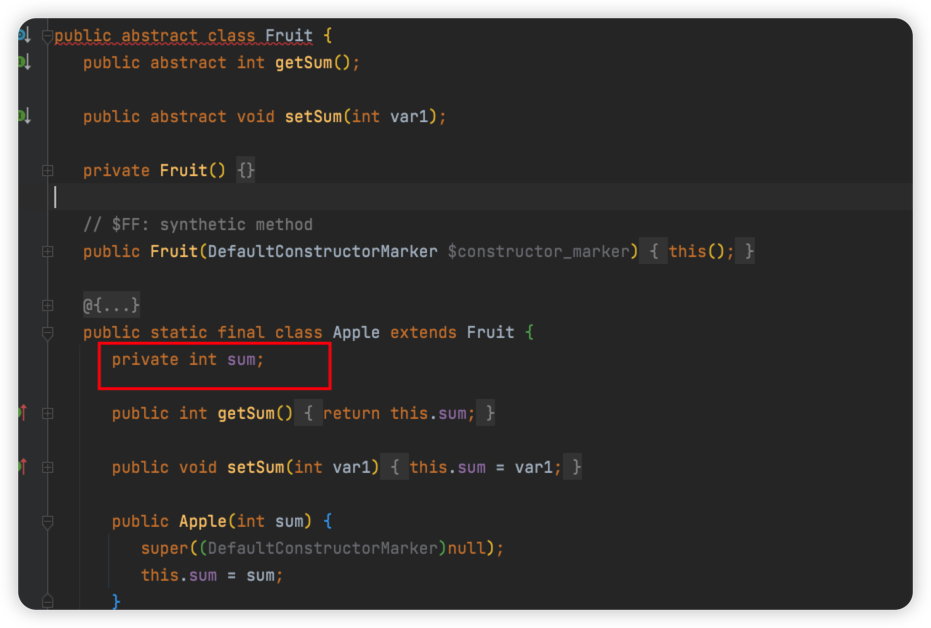 public abstract class Fruit {
public abstract int getSum();
public abstract void setSum(int var1);
private Fruit() {}
// $FF: synthetic method
public Fruit(DefaultConstructorMarker $constructor_marker) { this(); }
@{...}
public static final class Apple extends Fruit {
private int sum;
public int getSum() { return this.sum; }
public void setSum(int var1) { this.sum = var1; }
public Apple(int sum) {
super((DefaultConstructorMarker)null);
this.sum = sum;
}